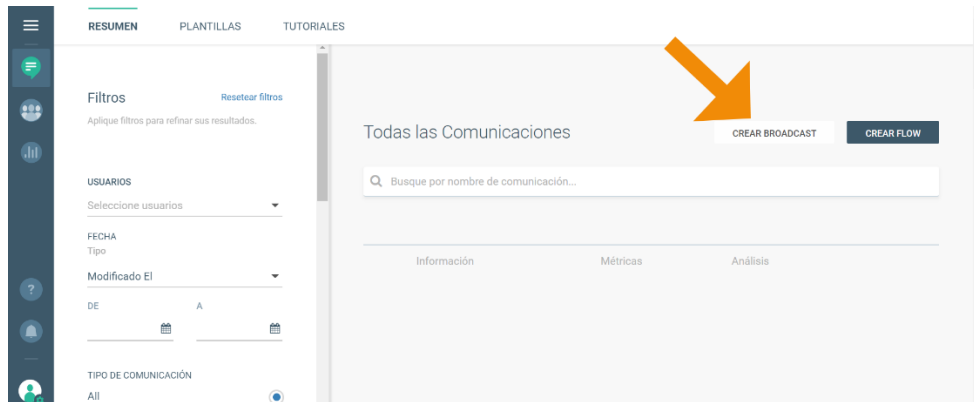 RESUMEN PLANTILLAS TUTORIALES
Filtros Resetear filtros
Aplique filtros para refinar sus resultados.
USUARIOS
Seleccione usuarios
FECHA
Tipo
Modificado El
DE A
TIPO DE COMUNICACIÓN
All
Todas las Comunicaciones CREAR BROADCAST CREAR FLOW
Busque por nombre de comunicación...
Información Métricas Análisis
?